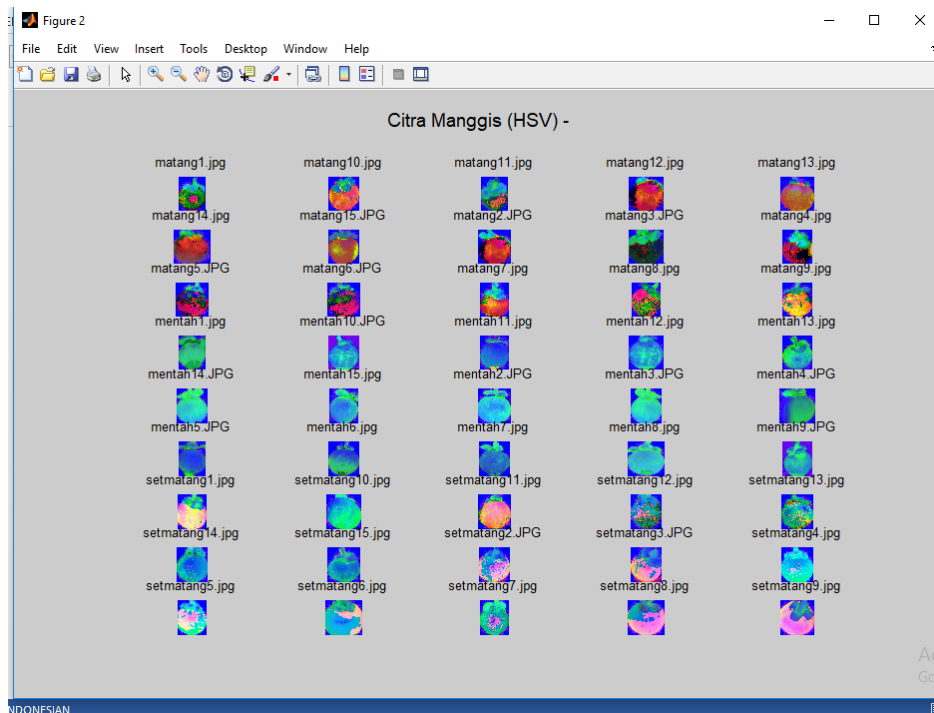 Figure 2
File Edit View Insert Tools Desktop Window Help
Citra Manggis (HSV) -
matang1.jpg matang10.jpg matang11.jpg matang12.jpg matang13.jpg
matang14.jpg matang15.JPG matang2.JPG matang3.JPG matang4.jpg
matang5.JPG matang6.JPG matang7.jpg matang8.jpg matang9.jpg
mentah1.jpg mentah10.JPG mentah11.jpg mentah12.jpg mentah13.jpg
mentah14.JPG mentah15.jpg mentah2.JPG mentah3.JPG mentah4.jpg
mentah5.JPG mentah6.jpg mentah7.jpg mentah8.jpg mentah9.JPG
setmatang1.jpg setmatang10.jpg setmatang11.jpg setmatang12.jpg setmatang13.jpg
setmatang14.jpg setmatang15.jpg setmatang2.JPG setmatang3.JPG setmatang4.jpg
setmatang5.jpg setmatang6.jpg setmatang7.jpg setmatang8.jpg setmatang9.jpg
NDONESIAN